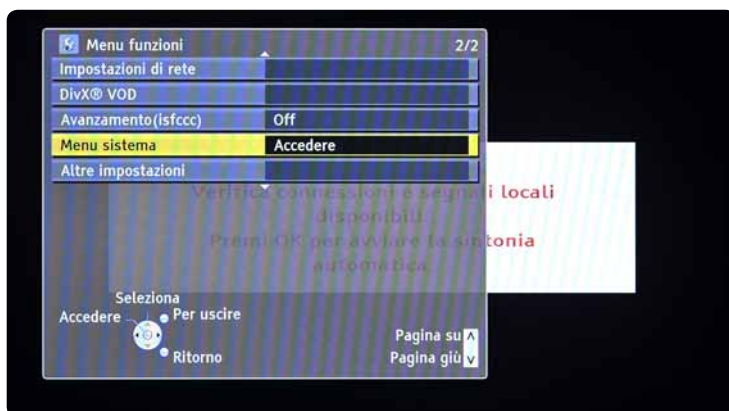 Menu funzioni 2/2
Impostazioni di rete
DivX® VOD
Avanzamento(isfccc) Off
Menu sistema Accedere
Altre impostazioni
Verifica connessioni e segnali locali
disponibili.
Premi OK per avviare la sintonia
automatica.
Seleziona
Accedere Per uscire
Ritorno
Pagina su
Pagina giù